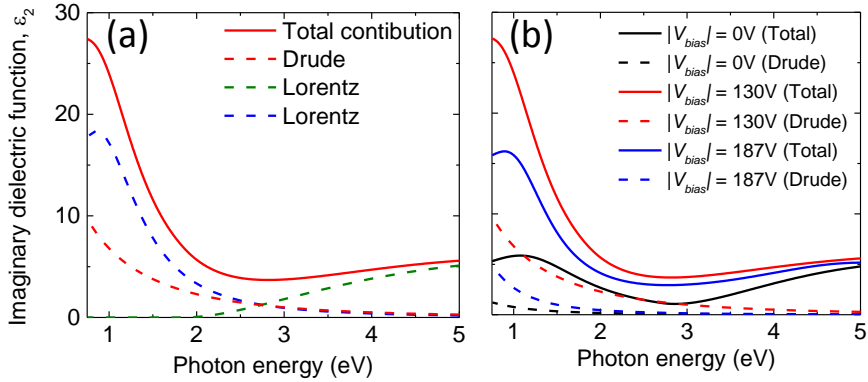 Imaginary dielectric function, ε2
30
20
10
0
(a)
Total contibution
Drude
Lorentz
Lorentz
1 2 3 4 5
Photon energy (eV)
(b)
|Vbias| = 0V (Total)
|Vbias| = 0V (Drude)
|Vbias| = 130V (Total)
|Vbias| = 130V (Drude)
|Vbias| = 187V (Total)
|Vbias| = 187V (Drude)
1 2 3 4 5
Photon energy (eV)